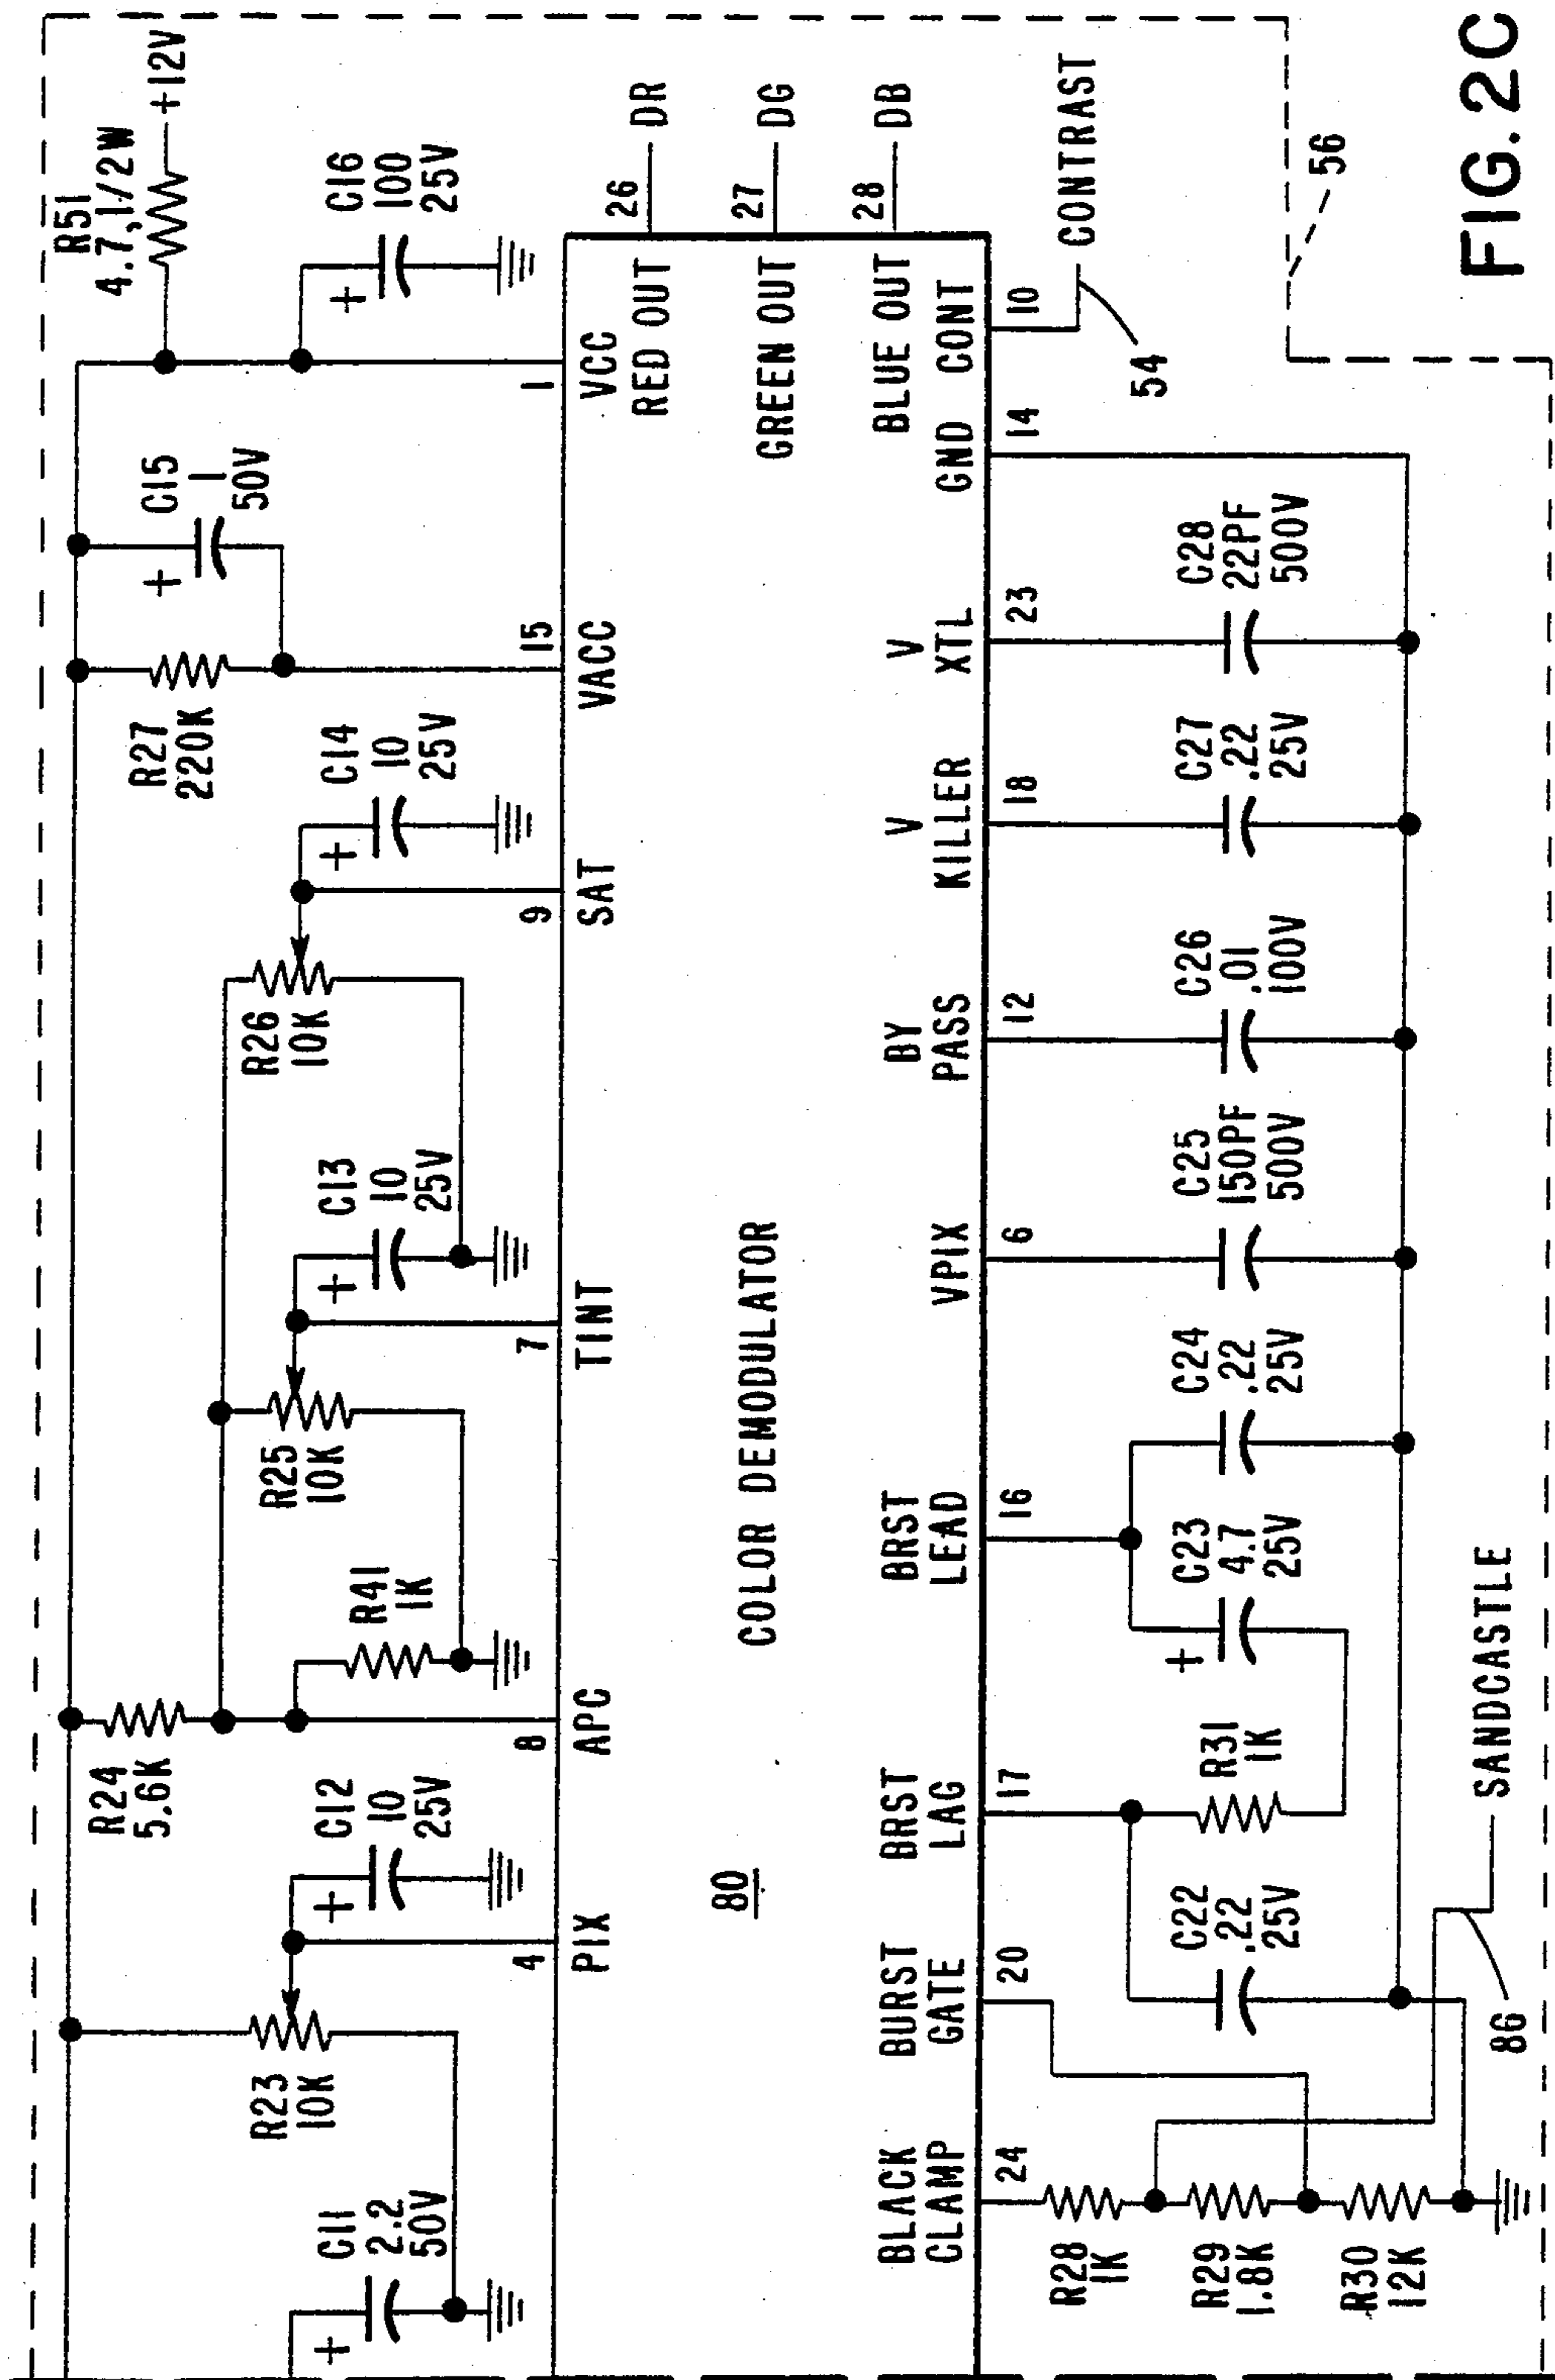 C11
2.2
50V
R23
10K
C12
10
25V
R24
5.6K
R41
1K
R25
10K
C13
10
25V
R26
10K
C14
10
25V
R27
220K
C15
1
50V
R51
4.7, 1/2W
+12V
C16
100
25V
+
+
+
+
+
+
4
PIX
8
APC
7
TINT
9
SAT
15
VACC
1
VCC
RED OUT
26
DR
GREEN OUT
27
DG
BLUE OUT
28
DB
80
COLOR DEMODULATOR
BLACK
CLAMP
24
BURST
GATE
20
BRST
LAG
17
BRST
LEAD
16
VPIX
6
BY
PASS
12
V
KILLER
18
V
XTL
23
GND
14
CONT
10
CONTRAST
54
R28
1K
R29
1.8K
R30
12K
C22
.22
25V
R31
1K
+
C23
4.7
25V
C24
.22
25V
C25
150PF
500V
C26
.01
100V
C27
.22
25V
C28
22PF
500V
86
SANDCASTLE
56
FIG. 2C